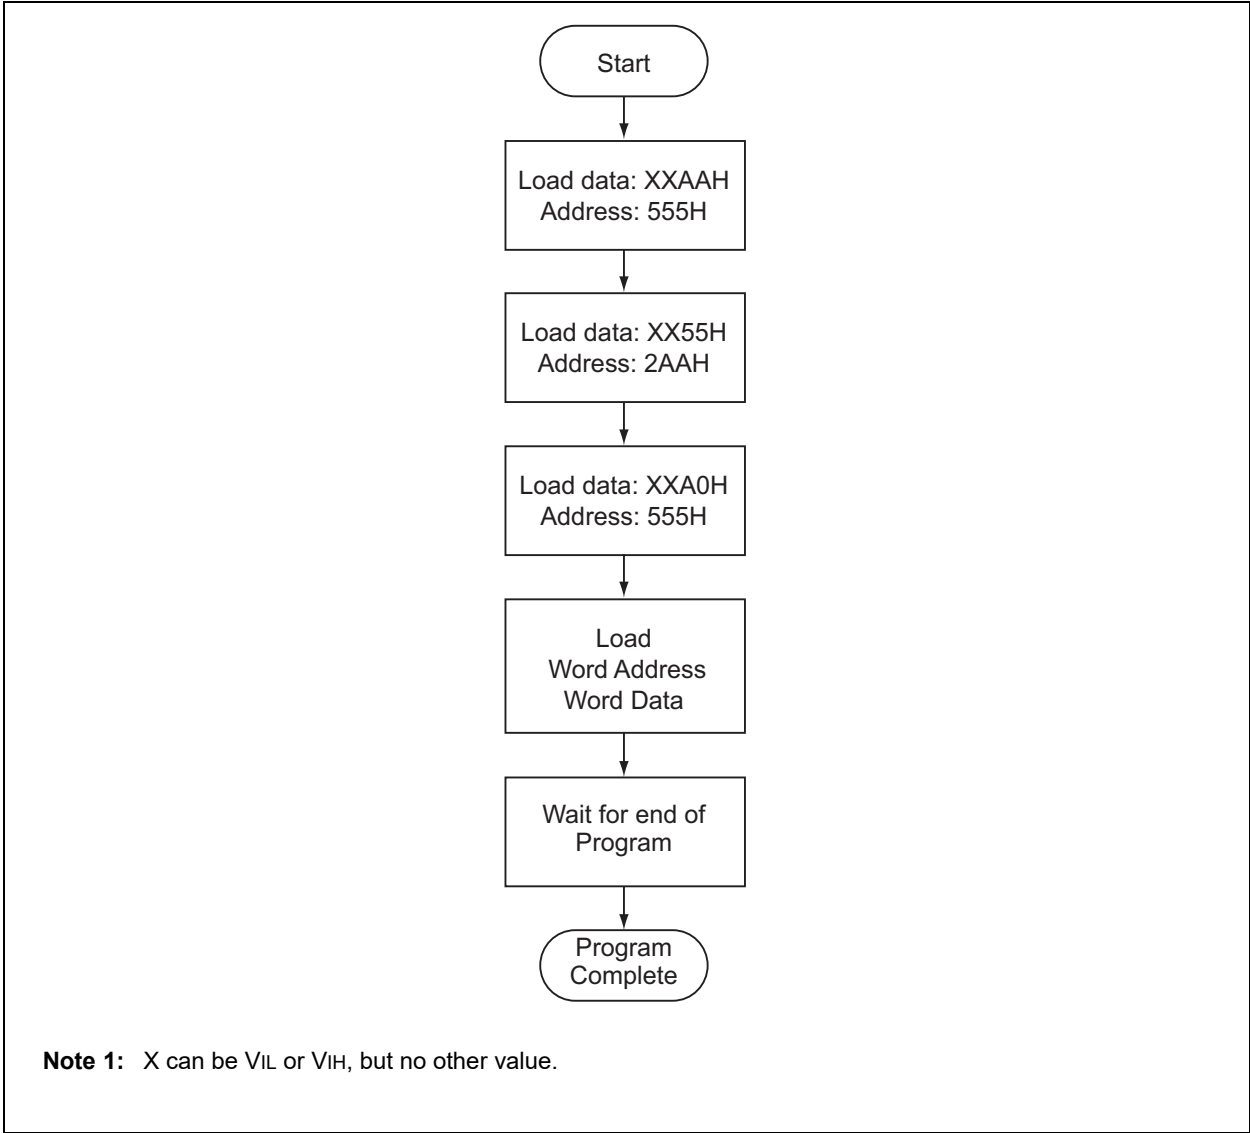 Start
Load data: XXAAH
Address: 555H
Load data: XX55H
Address: 2AAH
Load data: XXA0H
Address: 555H
Load
Word Address
Word Data
Wait for end of
Program
Program
Complete
Note 1: X can be VIL or VIH, but no other value.